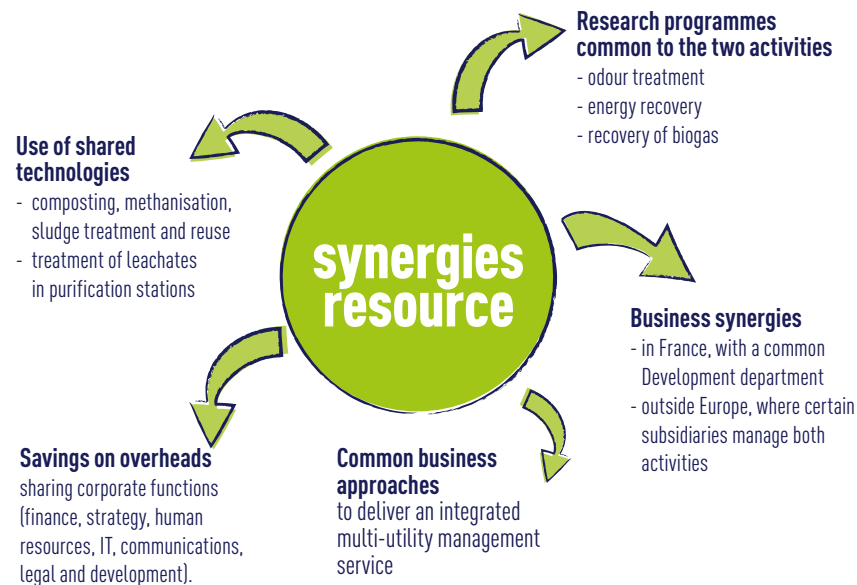 Research programmes
common to the two activities
- odour treatment
- energy recovery
- recovery of biogas
Use of shared
technologies
- composting, methanisation,
sludge treatment and reuse
- treatment of leachates
in purification stations
synergies
resource
Business synergies
- in France, with a common
Development department
- outside Europe, where certain
subsidiaries manage both
activities
Savings on overheads
sharing corporate functions
(finance, strategy, human
resources, IT, communications,
legal and development).
Common business
approaches
to deliver an integrated
multi-utility management
service